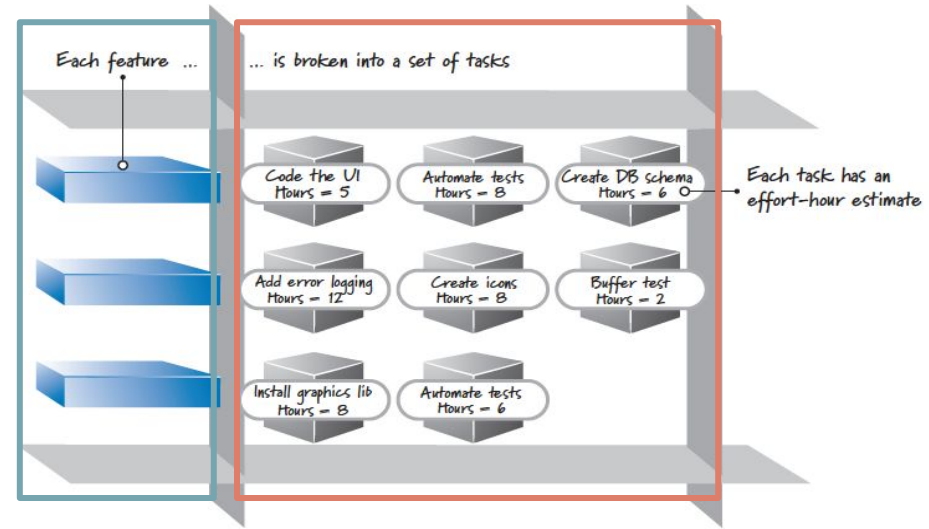 Each feature ...
... is broken into a set of tasks
Code the UI
Hours = 5
Automate tests
Hours = 8
Create DB schema
Hours = 6
Each task has an
effort-hour estimate
Add error logging
Hours = 12
Create icons
Hours = 8
Buffer test
Hours = 2
Install graphics lib
Hours = 8
Automate tests
Hours = 6